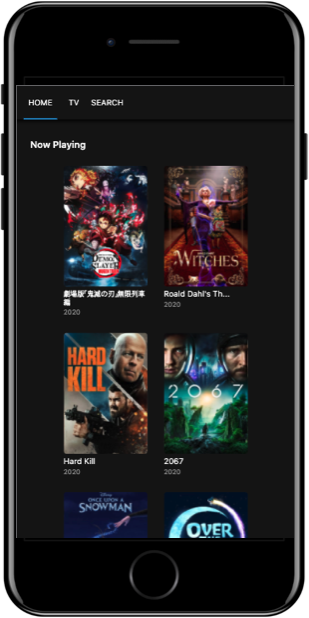 HOME TV SEARCH
Now Playing
DEMON
SLAYER
WITCHES
劇場版「鬼滅の刃」無限列車
編
2020
Roald Dahl's Th...
2020
HARD
KILL
2067
Hard Kill
2020
2067
2020
Disney
ONCE UPON A
SNOWMAN
OVER